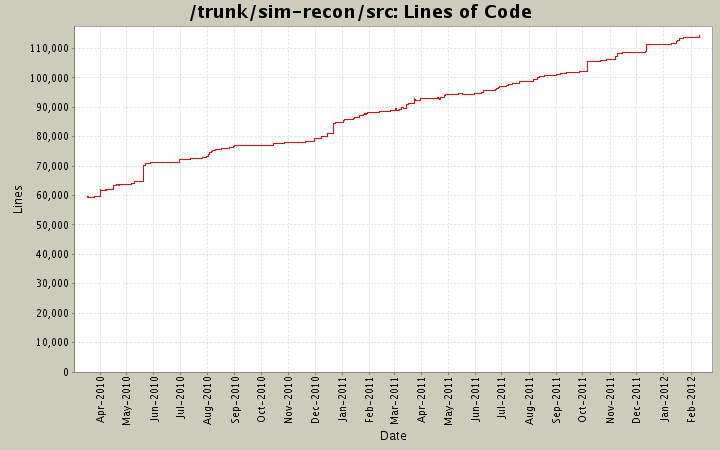 /trunk/sim-recon/src: Lines of Code
Lines
110,000
100,000
90,000
80,000
70,000
60,000
50,000
40,000
30,000
20,000
10,000
0
Apr-2010
May-2010
Jun-2010
Jul-2010
Aug-2010
Sep-2010
Oct-2010
Nov-2010
Dec-2010
Jan-2011
Feb-2011
Mar-2011
Apr-2011
May-2011
Jun-2011
Jul-2011
Aug-2011
Sep-2011
Oct-2011
Nov-2011
Dec-2011
Jan-2012
Feb-2012
Date